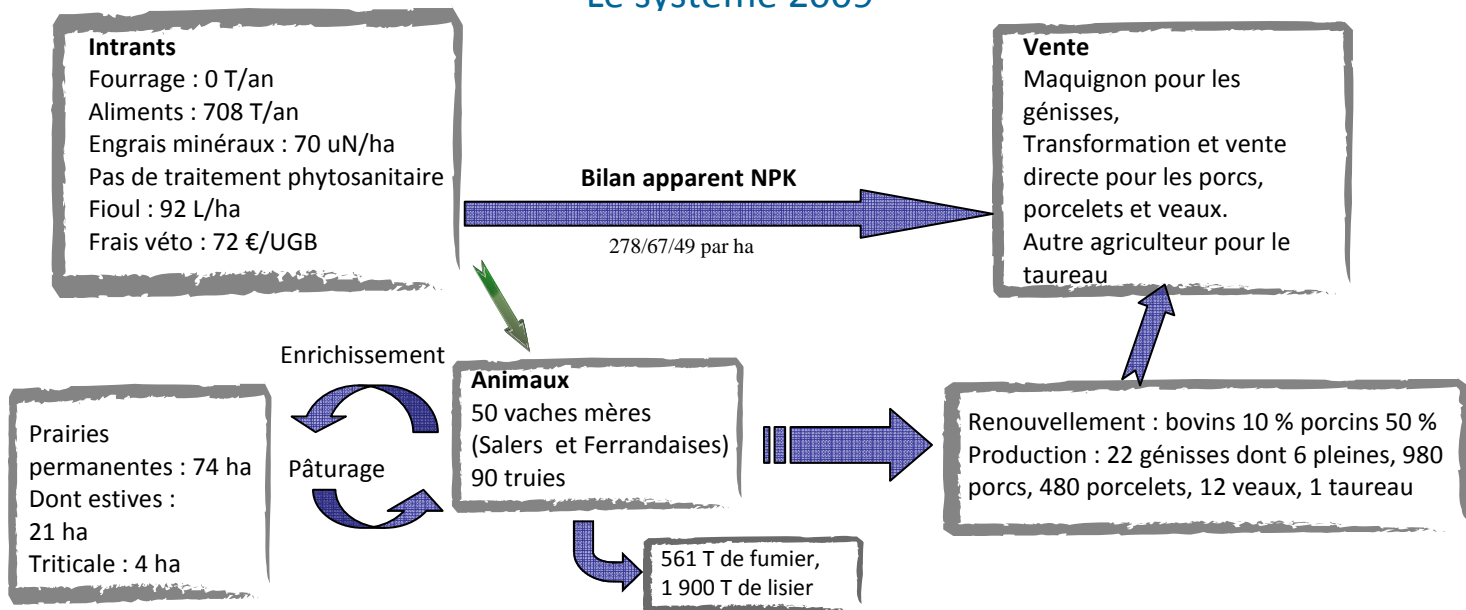 Le système 2009
Intrants
Fourrage : 0 T/an
Aliments : 708 T/an
Engrais minéraux : 70 uN/ha
Pas de traitement phytosanitaire
Fioul : 92 L/ha
Frais véto : 72 €/UGB
Bilan apparent NPK
278/67/49 par ha
Vente
Maquignon pour les
génisses,
Transformation et vente
directe pour les porcs,
porcelets et veaux.
Autre agriculteur pour le
taureau
Enrichissement
Pâturage
Prairies
permanentes : 74 ha
Dont estives :
21 ha
Triticale : 4 ha
Animaux
50 vaches mères
(Salers et Ferrandaises)
90 truies
561 T de fumier,
1 900 T de lisier
Renouvellement : bovins 10 % porcins 50 %
Production : 22 génisses dont 6 pleines, 980
porcs, 480 porcelets, 12 veaux, 1 taureau